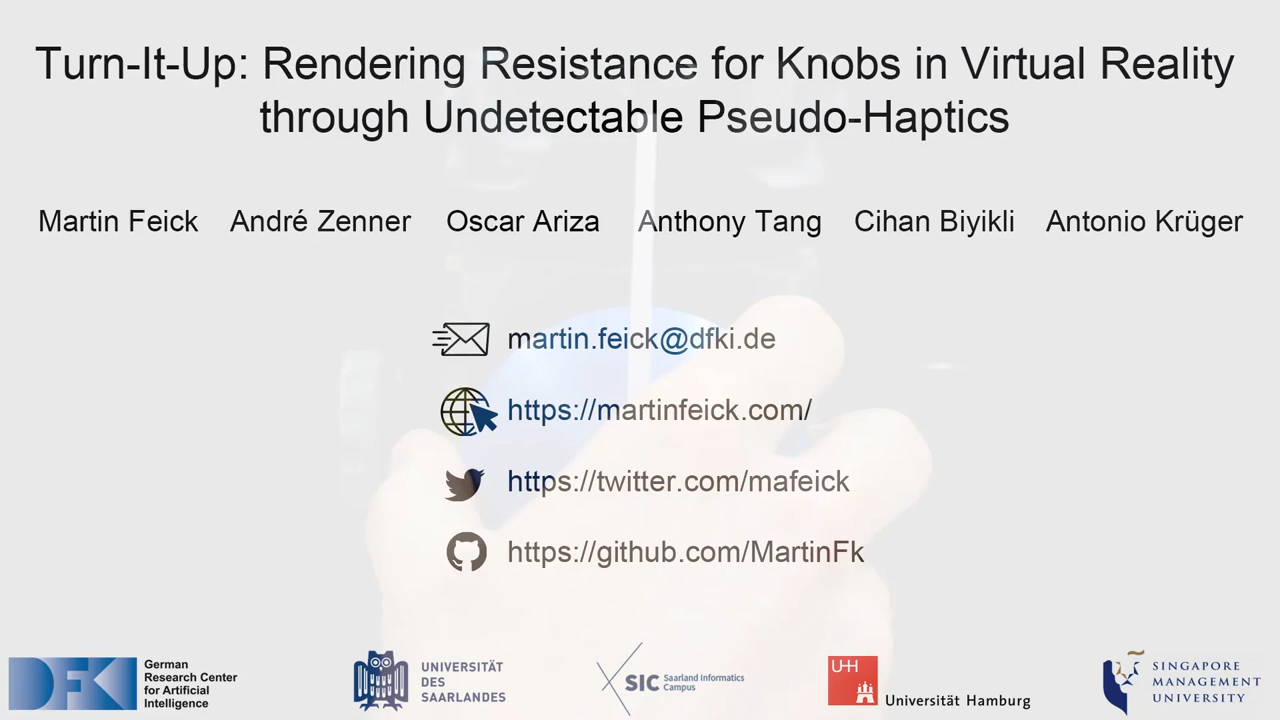 Turn-It-Up: Rendering Resistance for Knobs in Virtual Reality
through Undetectable Pseudo-Haptics
Martin Feick André Zenner Oscar Ariza Anthony Tang Cihan Biyikli Antonio Krüger
martin.feick@dfki.de
https://martinfeick.com/
https://twitter.com/mafeick
https://github.com/MartinFk
DFKI
German
Research Center
for Artificial
Intelligence
UNIVERSITÄT
DES
SAARLANDES
SIC Saarland Informatics
Campus
UHH
Universität Hamburg
SINGAPORE
MANAGEMENT
UNIVERSITY